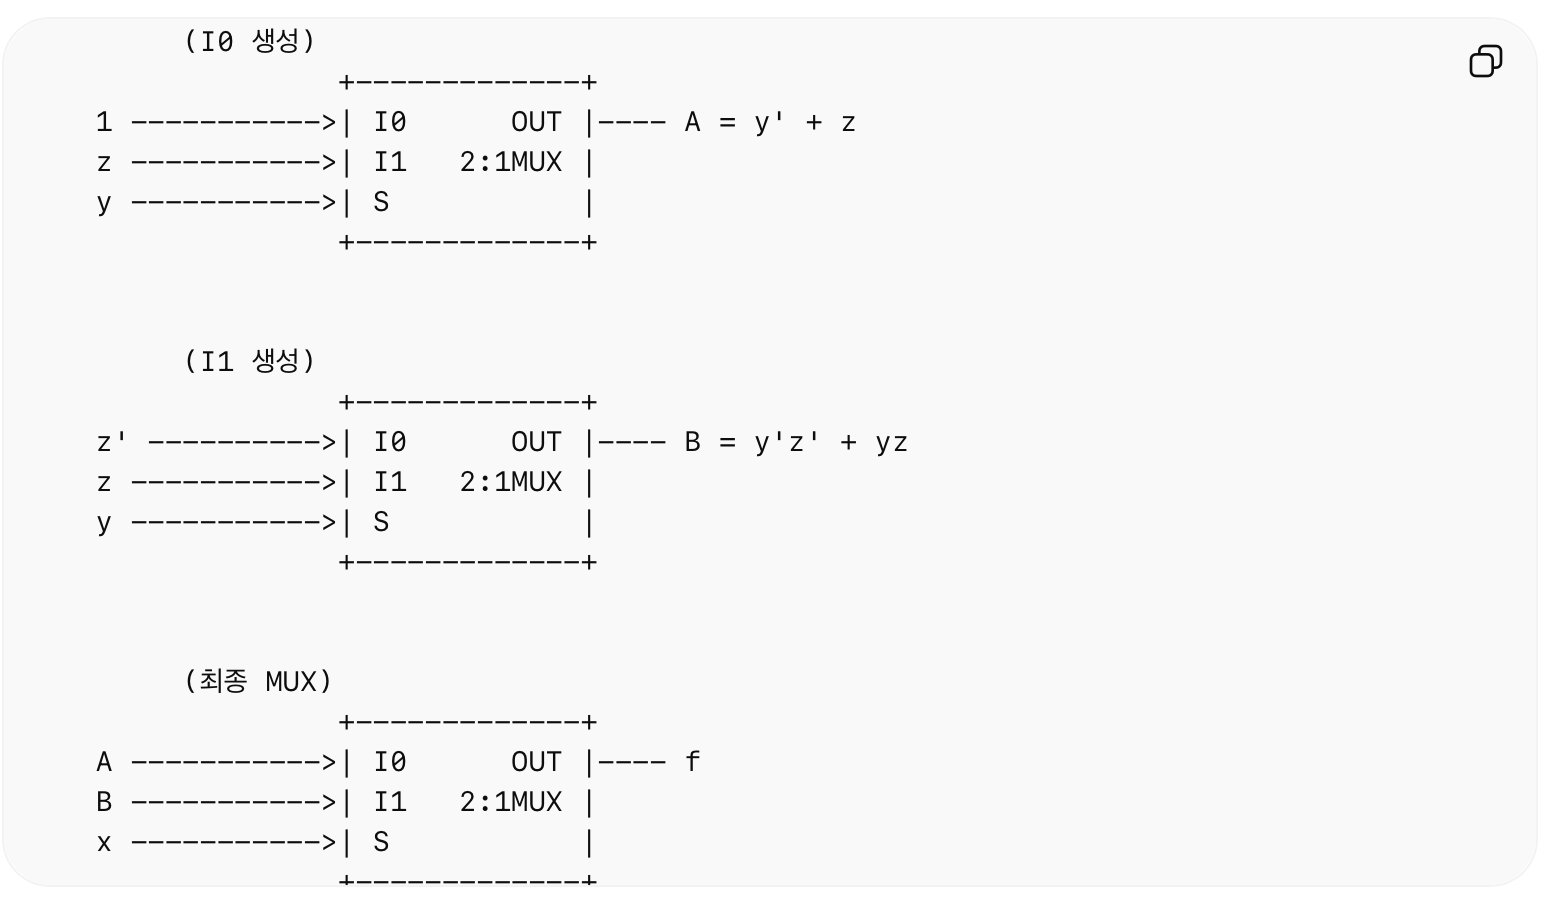 (I0 생성)
+-------------+
1 ----------->| I0      OUT |---- A = y' + z
z ----------->| I1   2:1MUX |
y ----------->| S           |
+-------------+
(I1 생성)
+-------------+
z' ---------->| I0      OUT |---- B = y'z' + yz
z ----------->| I1   2:1MUX |
y ----------->| S           |
+-------------+
(최종 MUX)
+-------------+
A ----------->| I0      OUT |---- f
B ----------->| I1   2:1MUX |
x ----------->| S           |
+-------------+